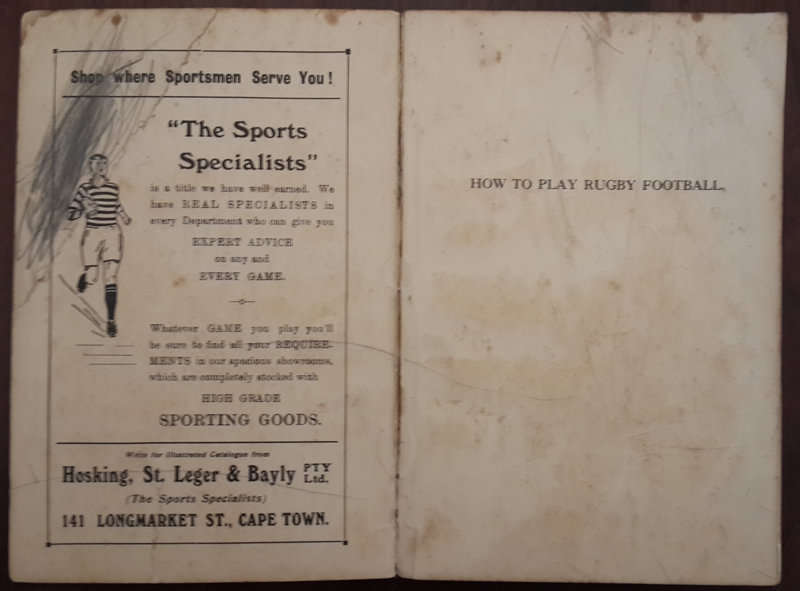 Shop where Sportsmen Serve You!
"The Sports
Specialists"
is a title we have well earned. We
have REAL SPECIALISTS in
every Department who can give you
EXPERT ADVICE
on any and
EVERY GAME.
Whatever GAME you play you'll
be sure to find all your REQUIRE-
MENTS in our spacious showrooms,
which are completely stocked with
HIGH GRADE
SPORTING GOODS.
Write for Illustrated Catalogue from
Hosking, St. Leger & Bayly PTY Ltd.
(The Sports Specialists)
141 LONGMARKET ST., CAPE TOWN.
HOW TO PLAY RUGBY FOOTBALL.